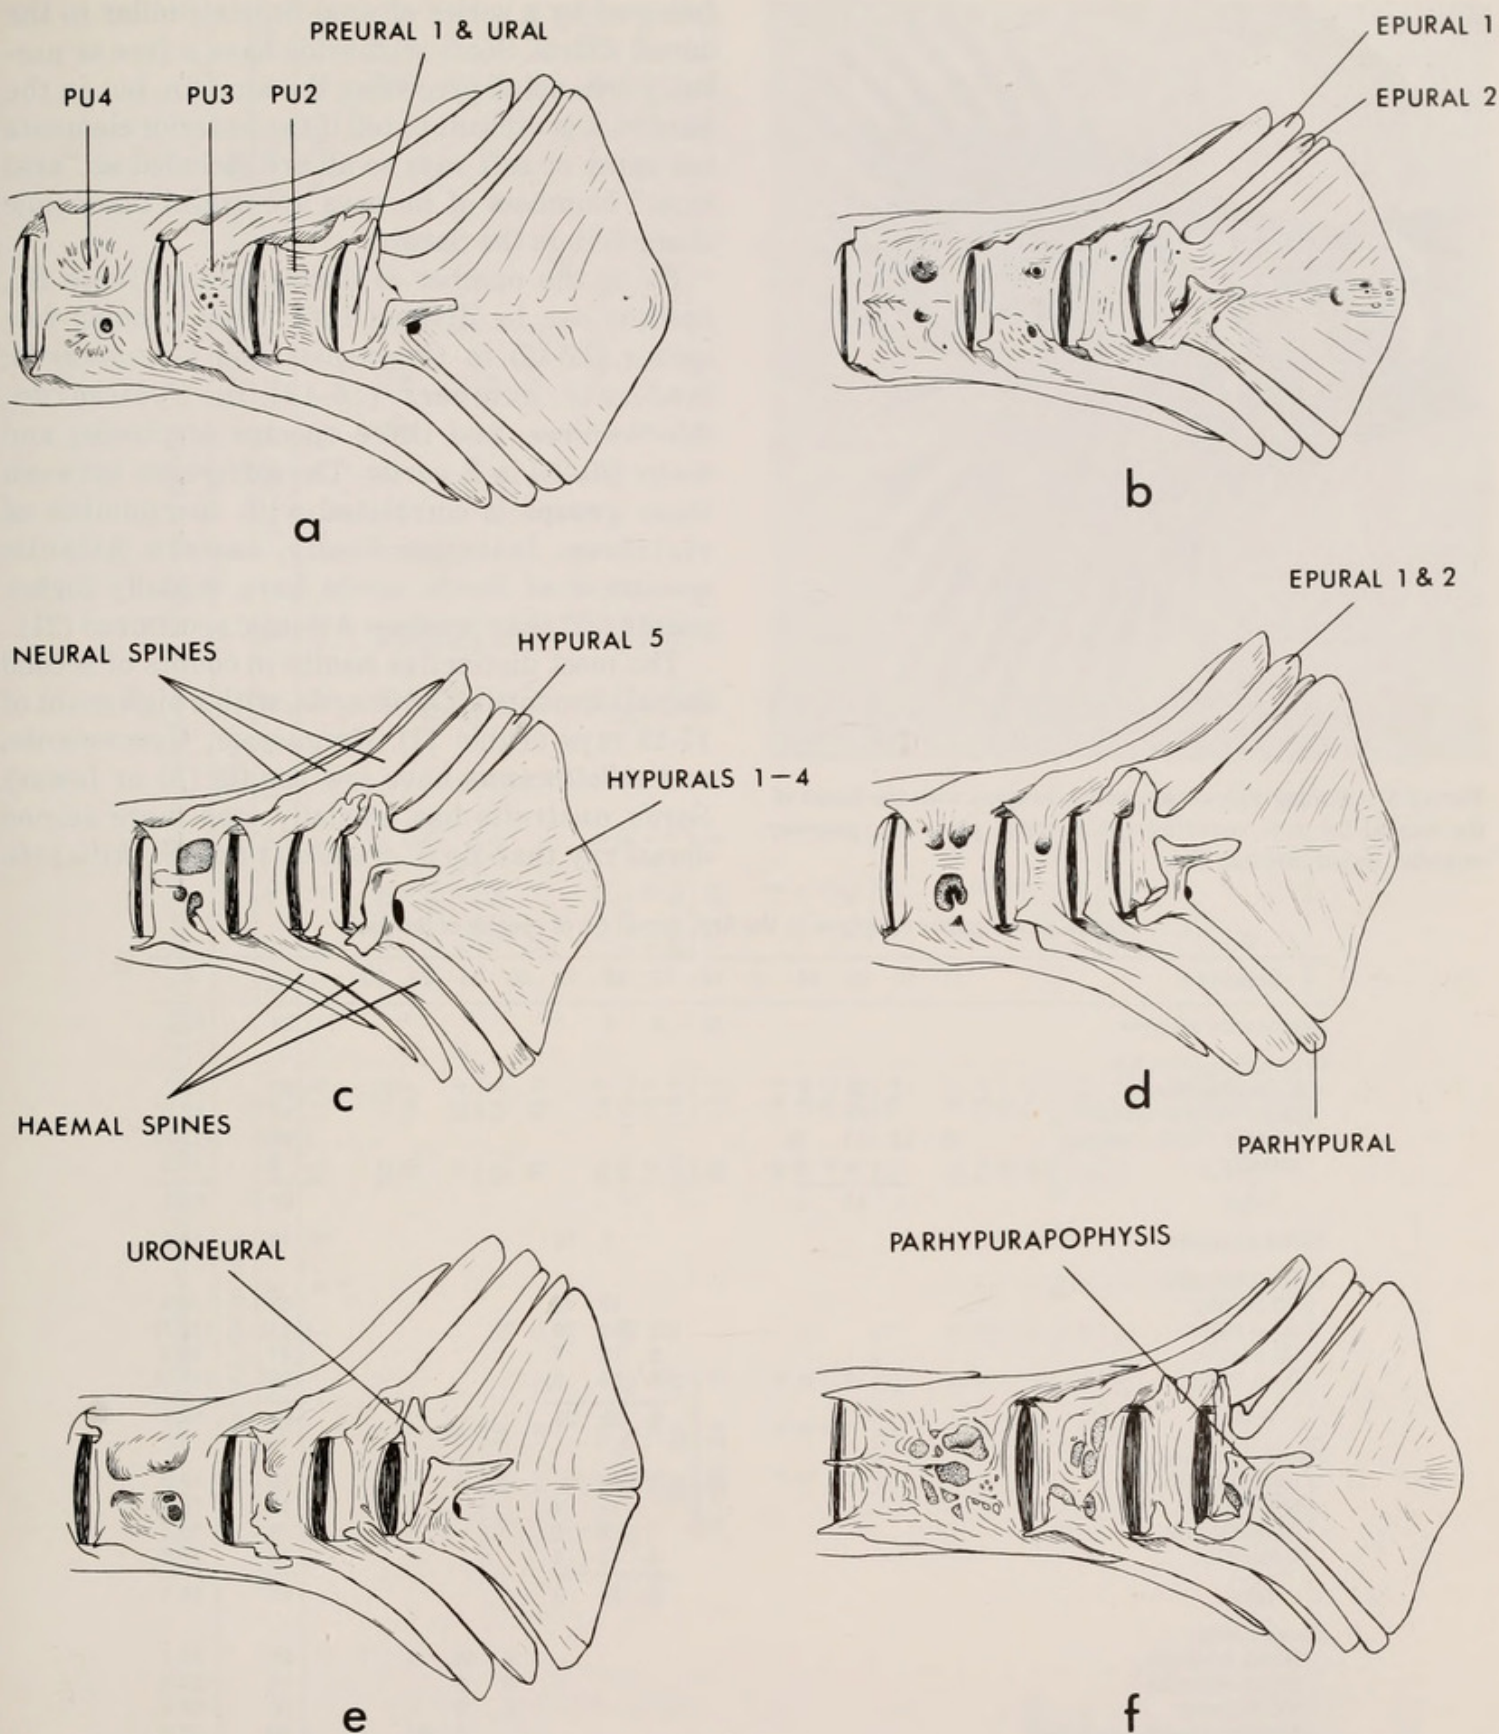 PREURAL 1 & URAL
PU4
PU3
PU2
EPURAL 1
EPURAL 2
a
b
EPURAL 1 & 2
NEURAL SPINES
HYPURAL 5
HYPURALS 1-4
HAEMAL SPINES
c
d
PARHYPURAL
URONEURAL
PARHYPURAPOPHYSIS
e
f